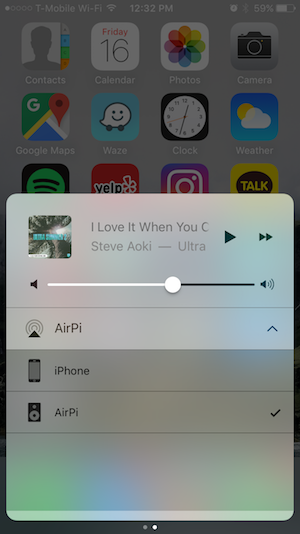 T-Mobile Wi-Fi 12:32 PM 59%
FRIDAY
16
Contacts Calendar Photos Camera
Google Maps Waze Clock Weather
yelp TALK
I Love It When You C
Steve Aoki — Ultra
AirPi
iPhone
AirPi